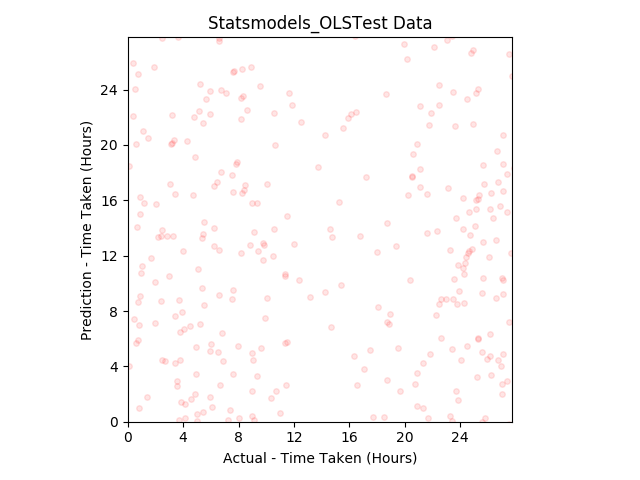 Statsmodels_OLSTest Data
Prediction - Time Taken (Hours)
24
20
16
12
8
4
0
0 4 8 12 16 20 24
Actual - Time Taken (Hours)